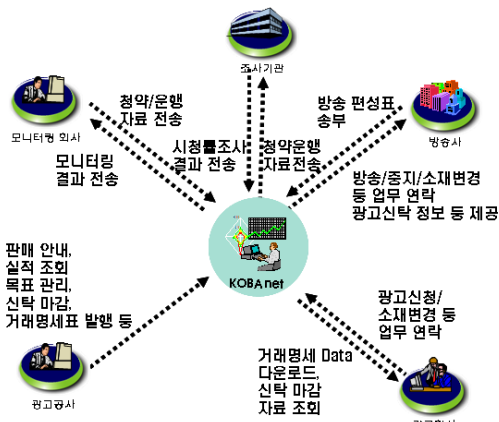 조사기관
청약/운행
자료 전송
모니터링 회사
모니터링
결과 전송
시청률조사
결과 전송
청약운행
자료전송
방송 편성표
송부
방송사
방송/중지/소재변경
등 업무 연락
광고신탁 정보 등 제공
KOBAnet
판매 안내,
실적 조회
목표 관리,
신탁 마감,
거래명세표 발행 등
광고공사
광고신청/
소재변경 등
업무 연락
거래명세 Data
다운로드,
신탁 마감
자료 조회